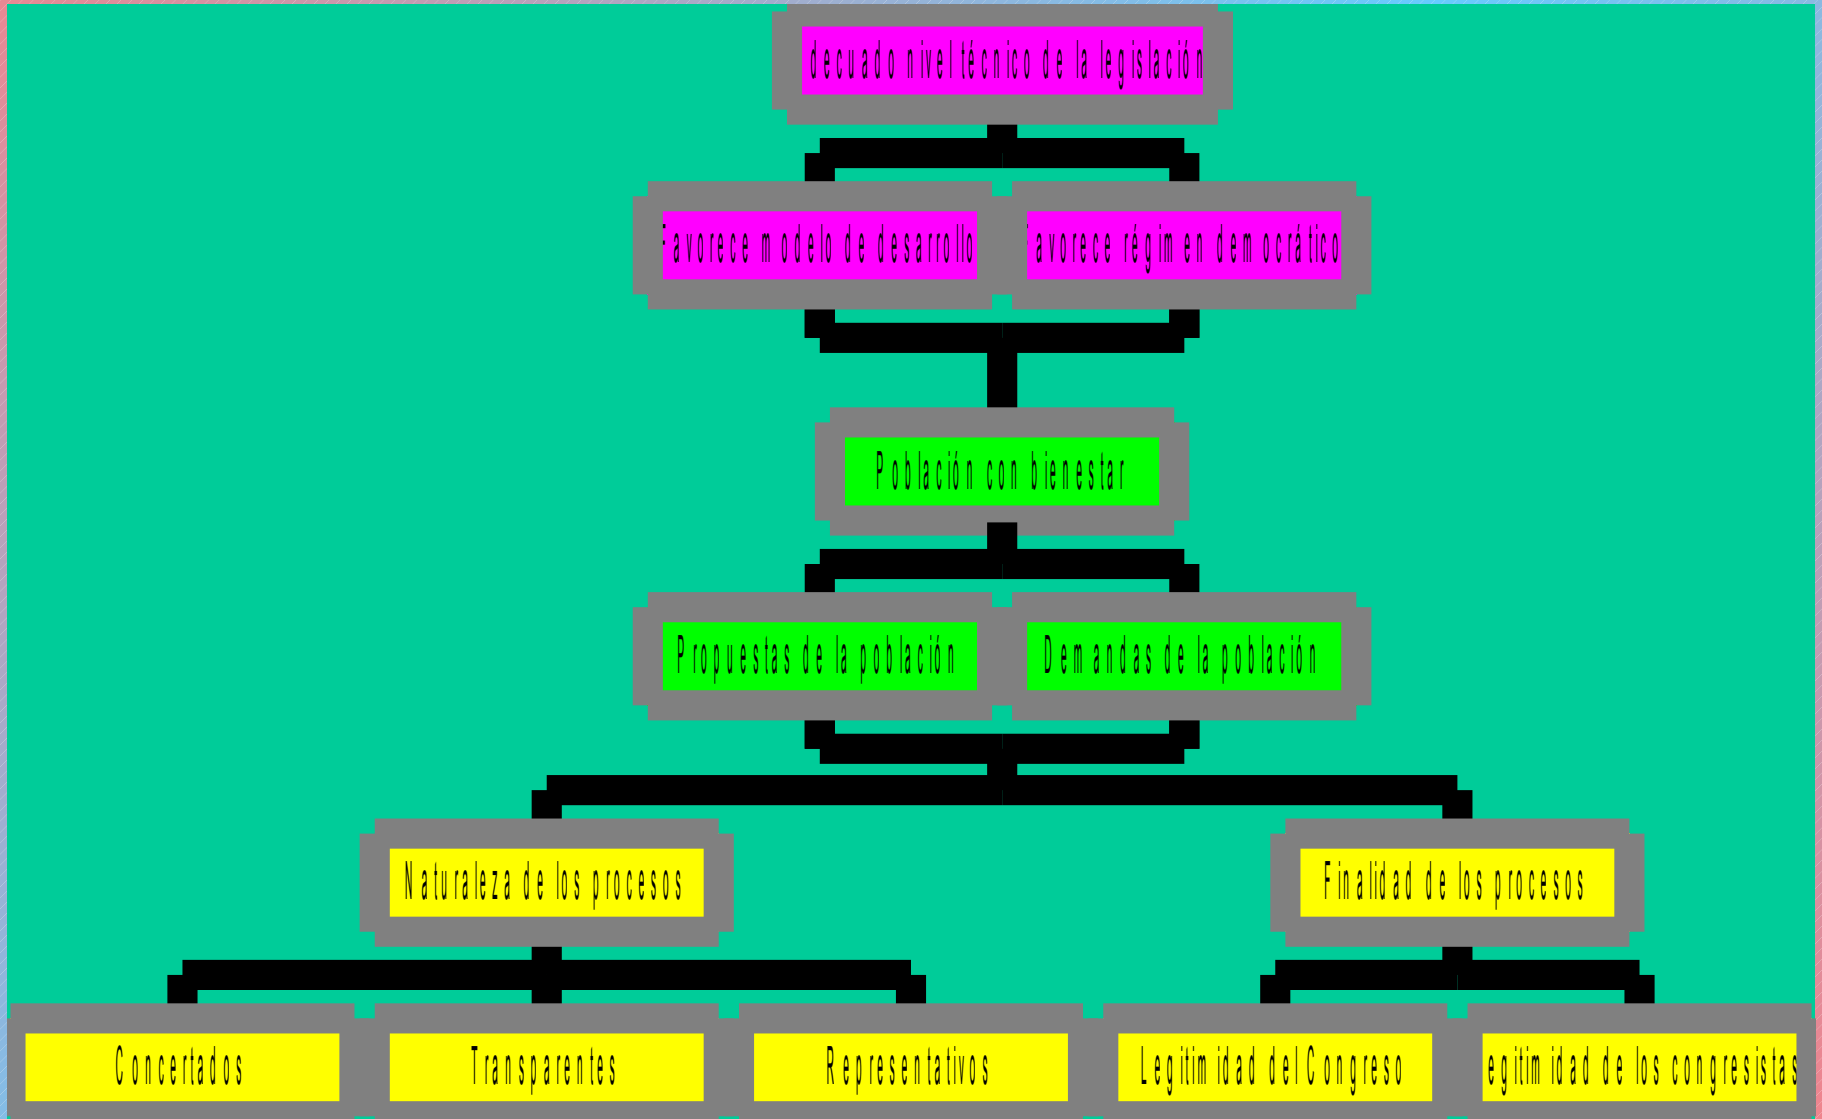 decuado nivel técnico de la legislación
Favorece modelo de desarrollo
avorece régimen democrático
Población con bienestar
Propuestas de la población
Demandas de la población
Naturaleza de los procesos
Finalidad de los procesos
Concertados
Transparentes
Representativos
Legitimidad del Congreso
egitimidad de los congresistas